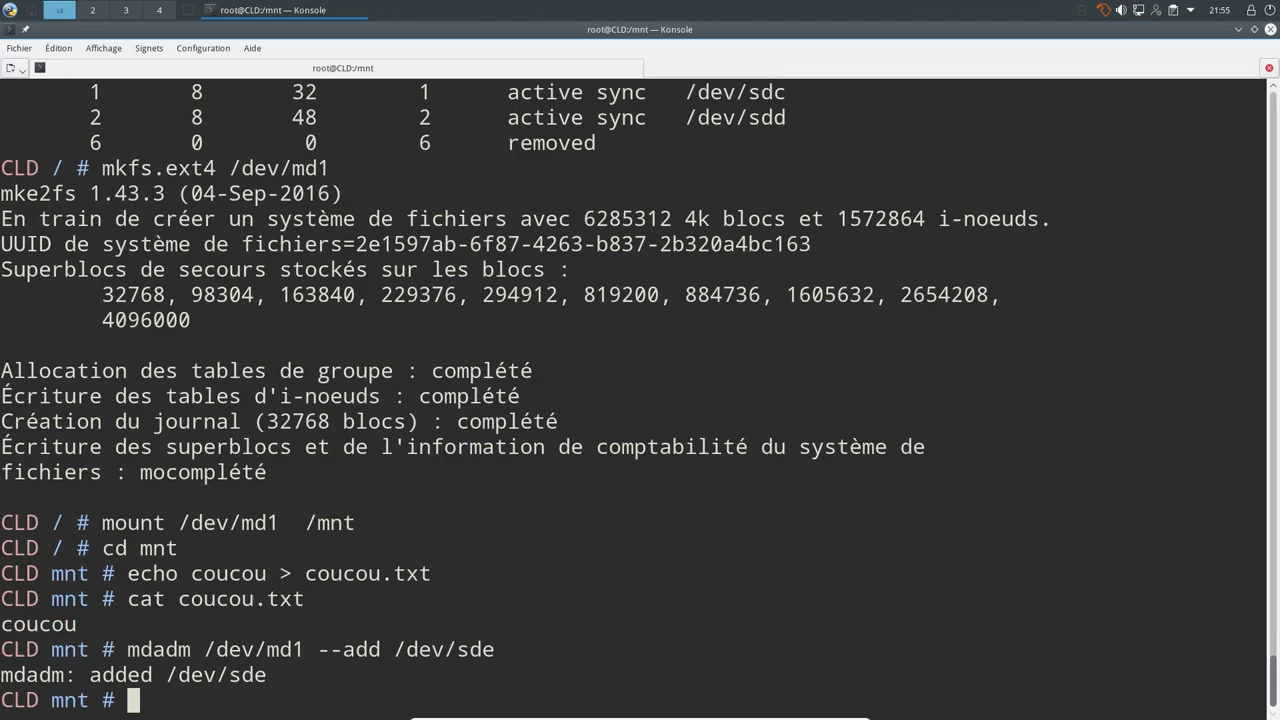 2
3
4
root@CLD:/mnt — Konsole
21:55
root@CLD:/mnt — Konsole
Fichier Édition Affichage Signets Configuration Aide
root@CLD:/mnt
1 8 32 1 active sync /dev/sdc
2 8 48 2 active sync /dev/sdd
6 0 0 6 removed
CLD / # mkfs.ext4 /dev/md1
mke2fs 1.43.3 (04-Sep-2016)
En train de créer un système de fichiers avec 6285312 4k blocs et 1572864 i-noeuds.
UUID de système de fichiers=2e1597ab-6f87-4263-b837-2b320a4bc163
Superblocs de secours stockés sur les blocs :
32768, 98304, 163840, 229376, 294912, 819200, 884736, 1605632, 2654208,
4096000
Allocation des tables de groupe : complété
Écriture des tables d'i-noeuds : complété
Création du journal (32768 blocs) : complété
Écriture des superblocs et de l'information de comptabilité du système de
fichiers : mocomplété
CLD / # mount /dev/md1  /mnt
CLD / # cd mnt
CLD mnt # echo coucou > coucou.txt
CLD mnt # cat coucou.txt
coucou
CLD mnt # mdadm /dev/md1 --add /dev/sde
mdadm: added /dev/sde
CLD mnt #